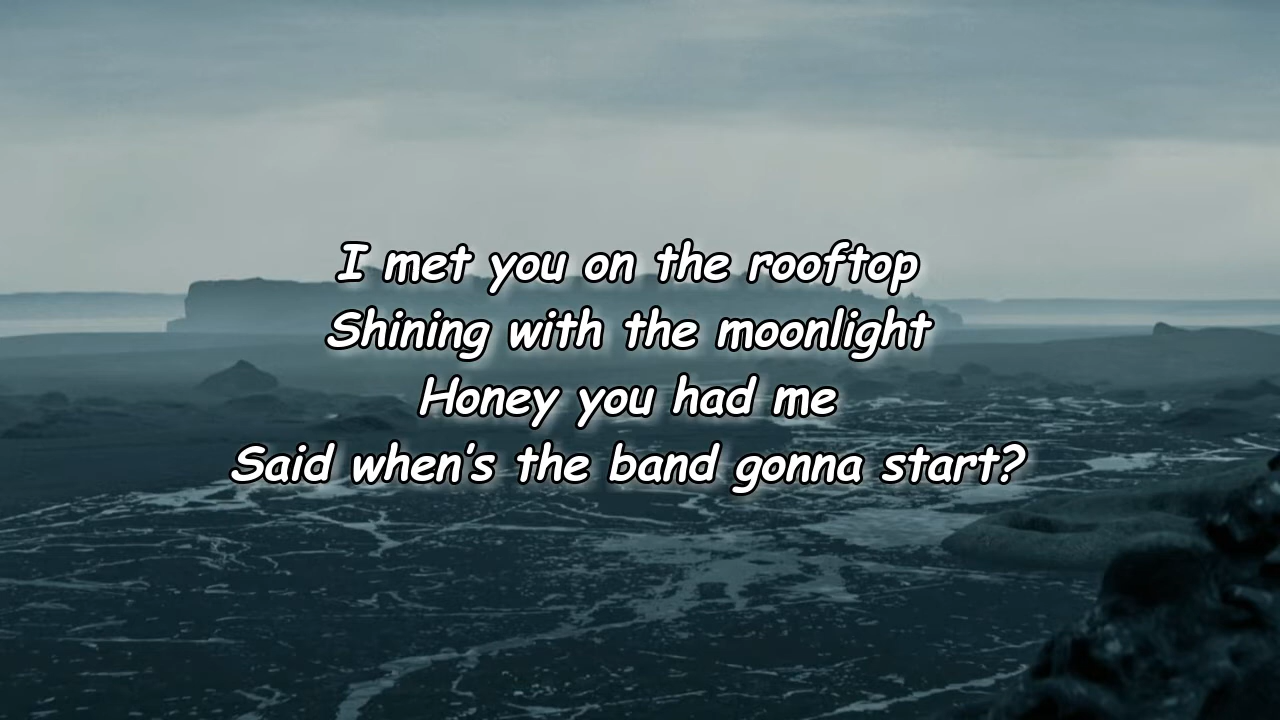 I met you on the rooftop
Shining with the moonlight
Honey you had me
Said when's the band gonna start?